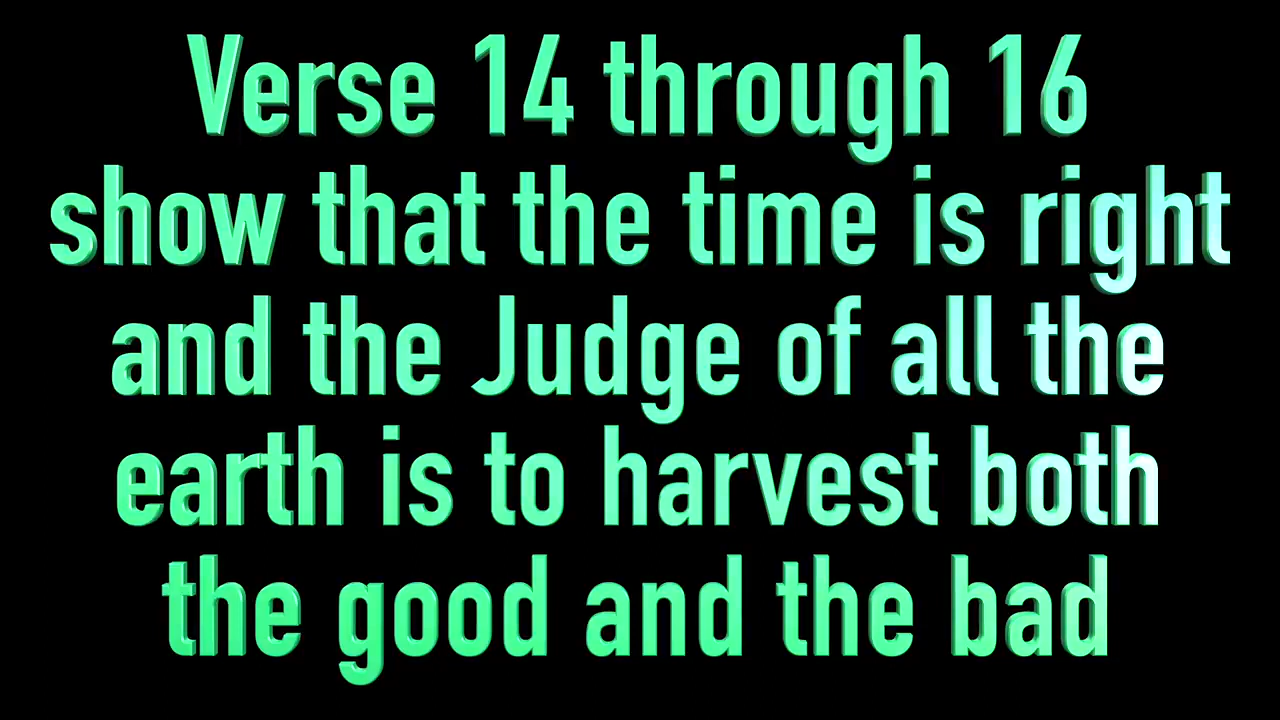 Verse 14 through 16
show that the time is right
and the Judge of all the
earth is to harvest both
the good and the bad